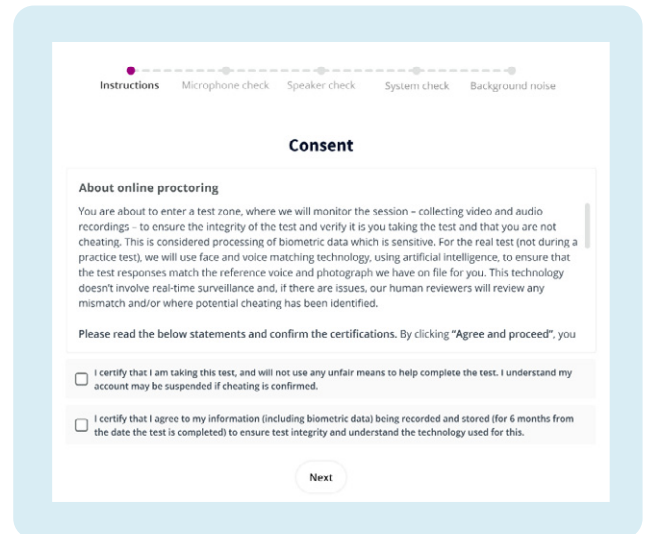 Instructions Microphone check Speaker check System check Background noise
Consent
About online proctoring
You are about to enter a test zone, where we will monitor the session – collecting video and audio
recordings – to ensure the integrity of the test and verify it is you taking the test and that you are not
cheating. This is considered processing of biometric data which is sensitive. For the real test (not during a
practice test), we will use face and voice matching technology, using artificial intelligence, to ensure that
the test responses match the reference voice and photograph we have on file for you. This technology
doesn't involve real-time surveillance and, if there are issues, our human reviewers will review any
mismatch and/or where potential cheating has been identified.
Please read the below statements and confirm the certifications. By clicking "Agree and proceed", you
I certify that I am taking this test, and will not use any unfair means to help complete the test. I understand my
account may be suspended if cheating is confirmed.
I certify that I agree to my information (including biometric data) being recorded and stored (for 6 months from
the date the test is completed) to ensure test integrity and understand the technology used for this.
Next